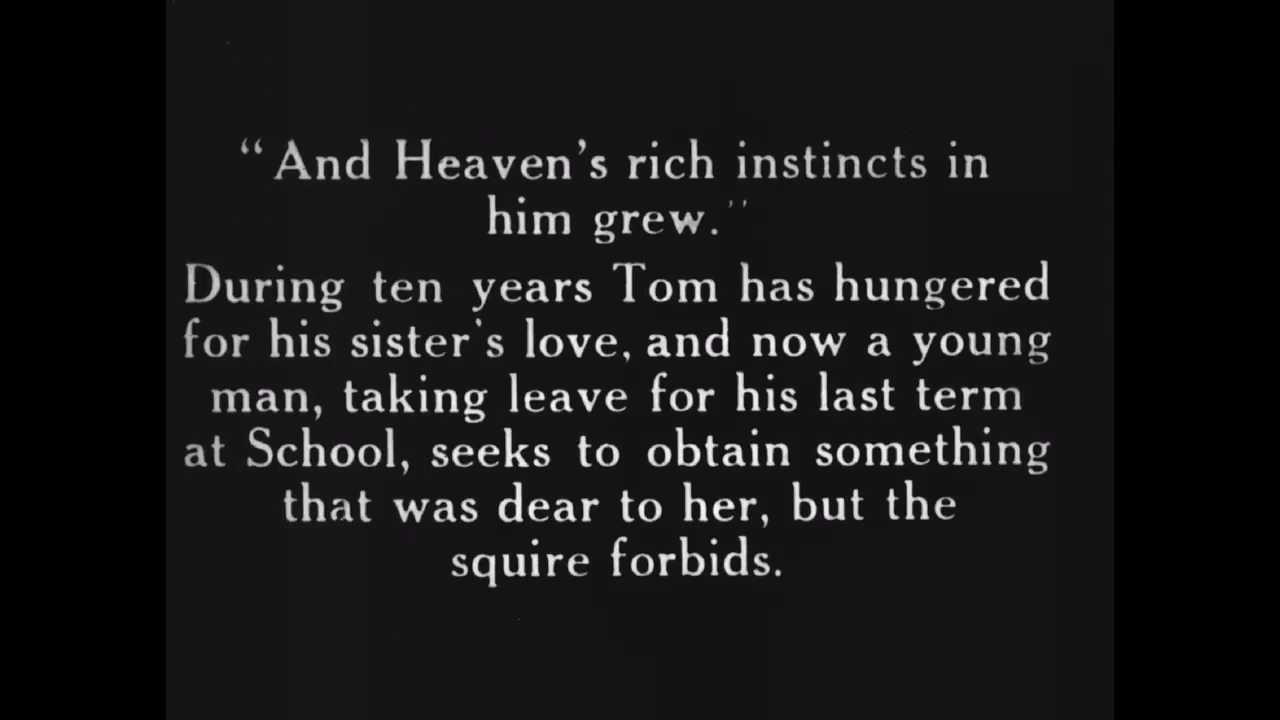 “And Heaven’s rich instincts in
him grew.”
During ten years Tom has hungered
for his sister's love, and now a young
man, taking leave for his last term
at School, seeks to obtain something
that was dear to her, but the
squire forbids.